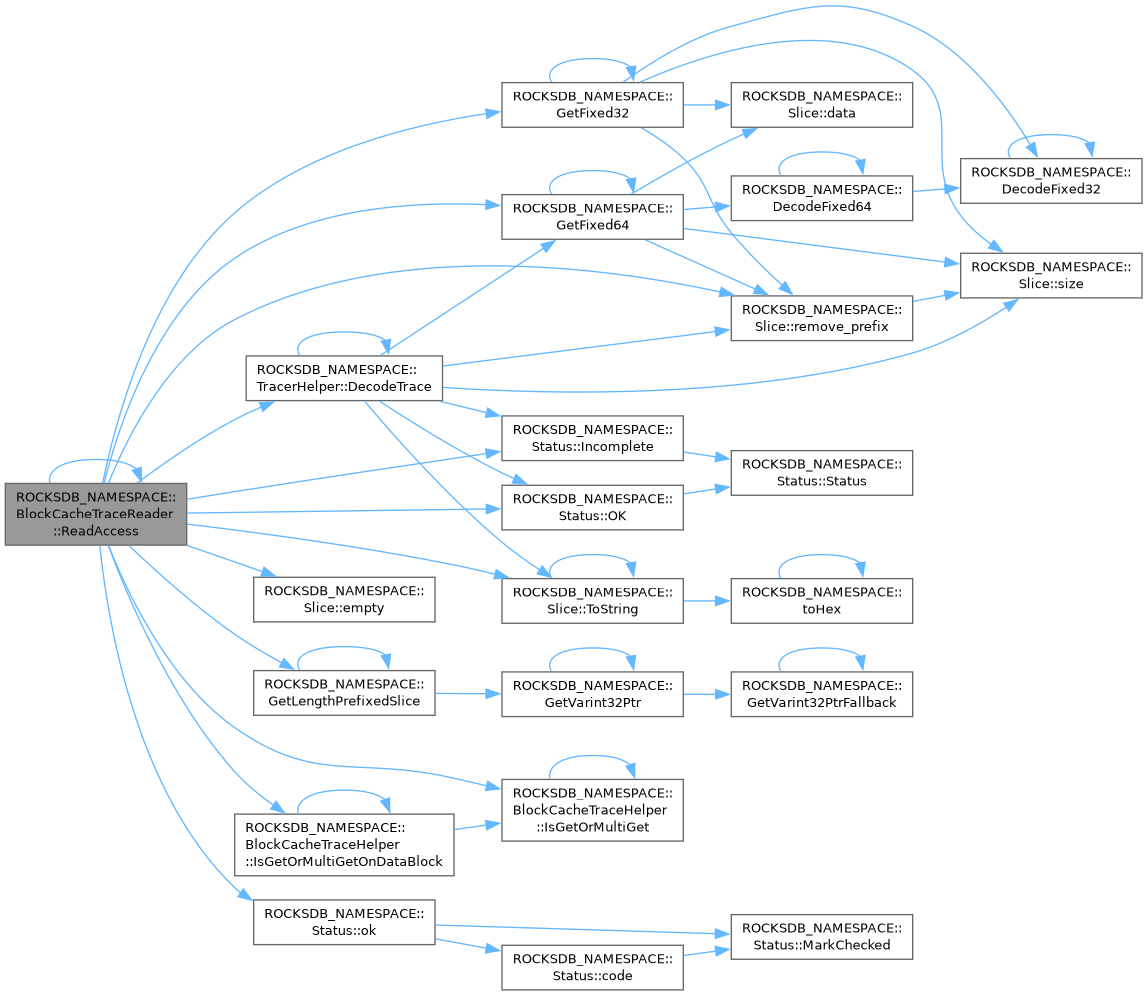 ROCKSDB_NAMESPACE::
BlockCacheTraceReader
::ReadAccess
ROCKSDB_NAMESPACE::
TracerHelper::DecodeTrace
ROCKSDB_NAMESPACE::
Slice::empty
ROCKSDB_NAMESPACE::
GetLengthPrefixedSlice
ROCKSDB_NAMESPACE::
BlockCacheTraceHelper
::IsGetOrMultiGetOnDataBlock
ROCKSDB_NAMESPACE::
Status::ok
ROCKSDB_NAMESPACE::
GetFixed32
ROCKSDB_NAMESPACE::
GetFixed64
ROCKSDB_NAMESPACE::
Status::Incomplete
ROCKSDB_NAMESPACE::
Status::OK
ROCKSDB_NAMESPACE::
Slice::ToString
ROCKSDB_NAMESPACE::
GetVarint32Ptr
ROCKSDB_NAMESPACE::
BlockCacheTraceHelper
::IsGetOrMultiGet
ROCKSDB_NAMESPACE::
Status::code
ROCKSDB_NAMESPACE::
Slice::data
ROCKSDB_NAMESPACE::
DecodeFixed64
ROCKSDB_NAMESPACE::
Slice::remove_prefix
ROCKSDB_NAMESPACE::
Status::Status
ROCKSDB_NAMESPACE::
toHex
ROCKSDB_NAMESPACE::
GetVarint32PtrFallback
ROCKSDB_NAMESPACE::
Status::MarkChecked
ROCKSDB_NAMESPACE::
DecodeFixed32
ROCKSDB_NAMESPACE::
Slice::size